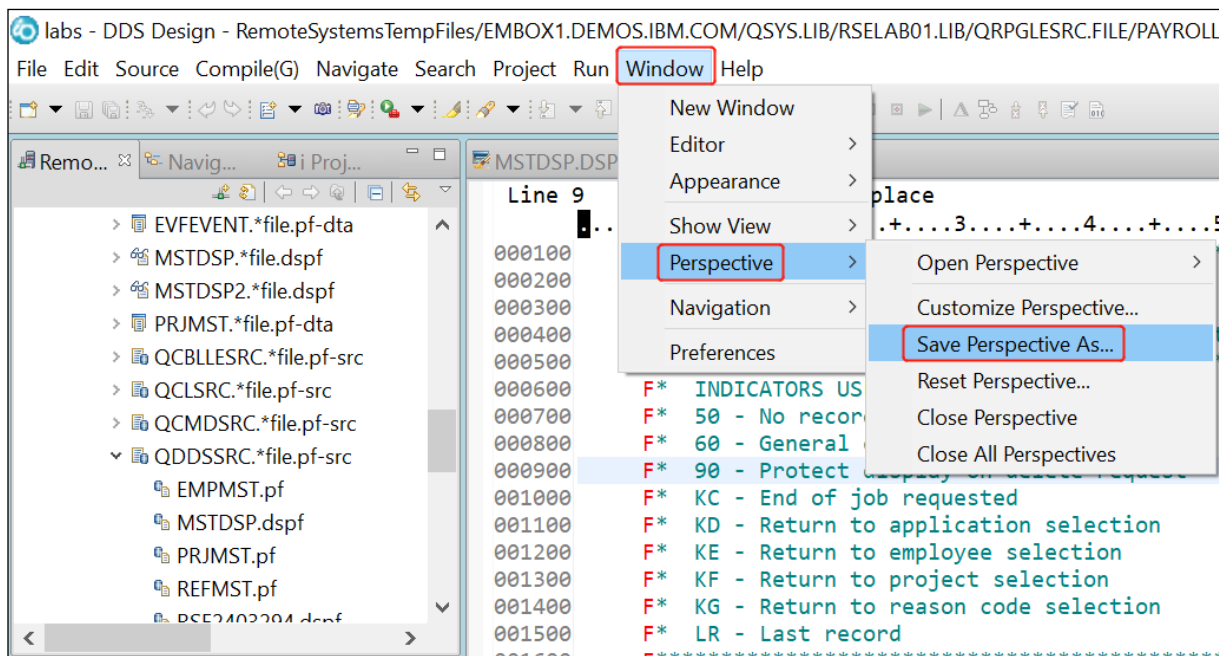 labs - DDS Design - RemoteSystemsTempFiles/EMBOX1.DEMOS.IBM.COM/QSYS.LIB/RSELAB01.LIB/QRPGLESRC.FILE/PAYROLL
File Edit Source Compile(G) Navigate Search Project Run Window Help
New Window
Editor
Appearance
Show View
Perspective
Navigation
Preferences
Open Perspective
Customize Perspective...
Save Perspective As...
Reset Perspective...
Close Perspective
Close All Perspectives
Remo... Navig... i Proj...
EVFEVENT.*file.pf-dta
MSTDSP.*file.dspf
MSTDSP2.*file.dspf
PRJMST.*file.pf-dta
QCBLLESRC.*file.pf-src
QCLSRC.*file.pf-src
QCMDSRC.*file.pf-src
QDDSSRC.*file.pf-src
EMPMST.pf
MSTDSP.dspf
PRJMST.pf
REFMST.pf
MSTDSP.DSP
Line 9 place
.+....3....+....4....+....5
000100
000200
000300
000400
000500
000600 F* INDICATORS US
000700 F* 50 - No recor
000800 F* 60 - General
000900 F* 90 - Protect display on delete request
001000 F* KC - End of job requested
001100 F* KD - Return to application selection
001200 F* KE - Return to employee selection
001300 F* KF - Return to project selection
001400 F* KG - Return to reason code selection
001500 F* LR - Last record